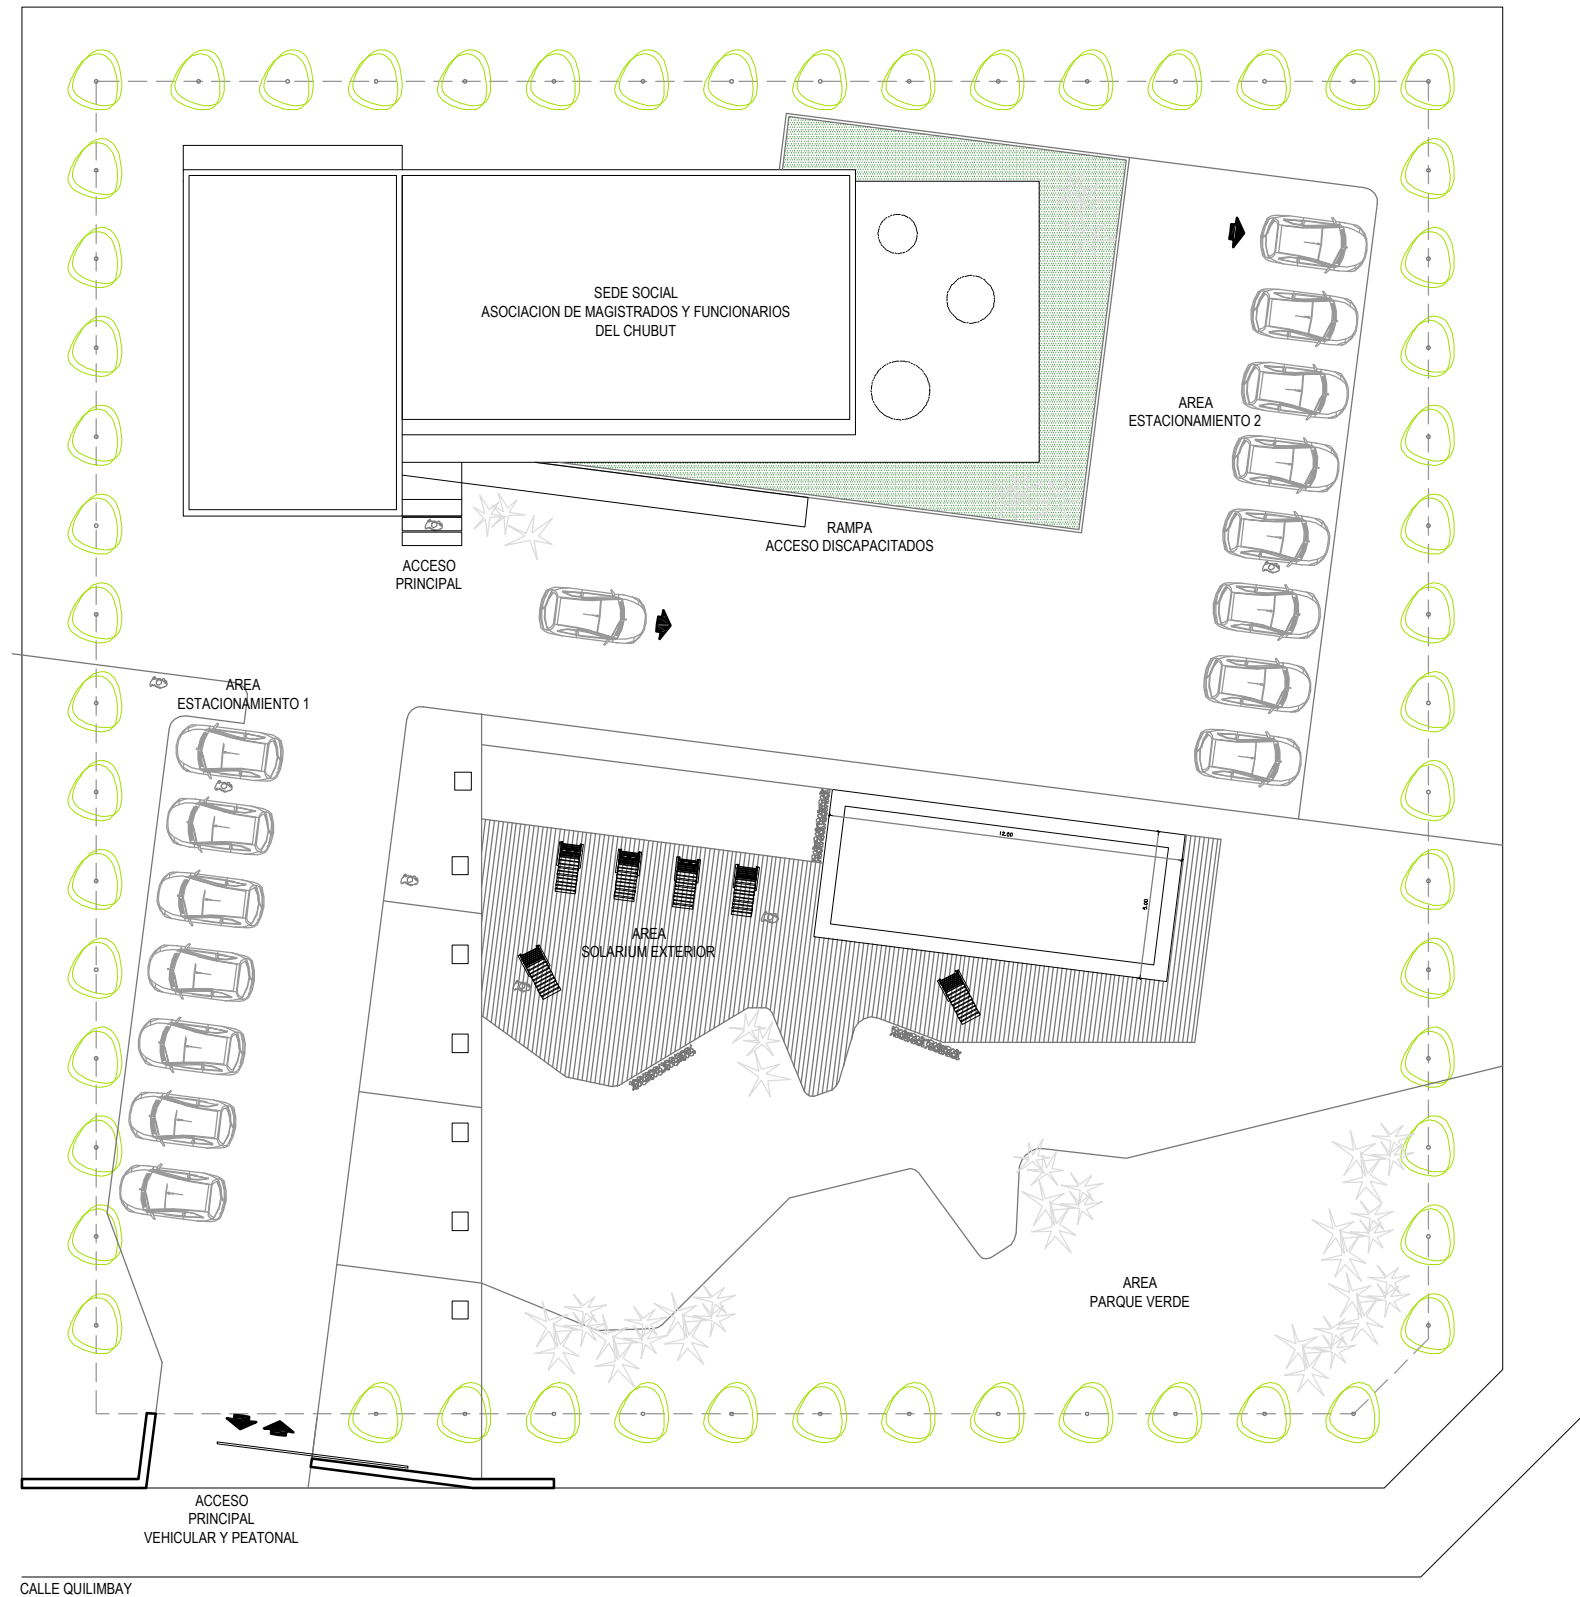 SEDE SOCIAL
ASOCIACION DE MAGISTRADOS Y FUNCIONARIOS
DEL CHUBUT
AREA
ESTACIONAMIENTO 2
RAMPA
ACCESO DISCAPACITADOS
ACCESO
PRINCIPAL
AREA
ESTACIONAMIENTO 1
12.00
5.00
AREA
SOLARIUM EXTERIOR
AREA
PARQUE VERDE
ACCESO
PRINCIPAL
VEHICULAR Y PEATONAL
CALLE QUILIMBAY